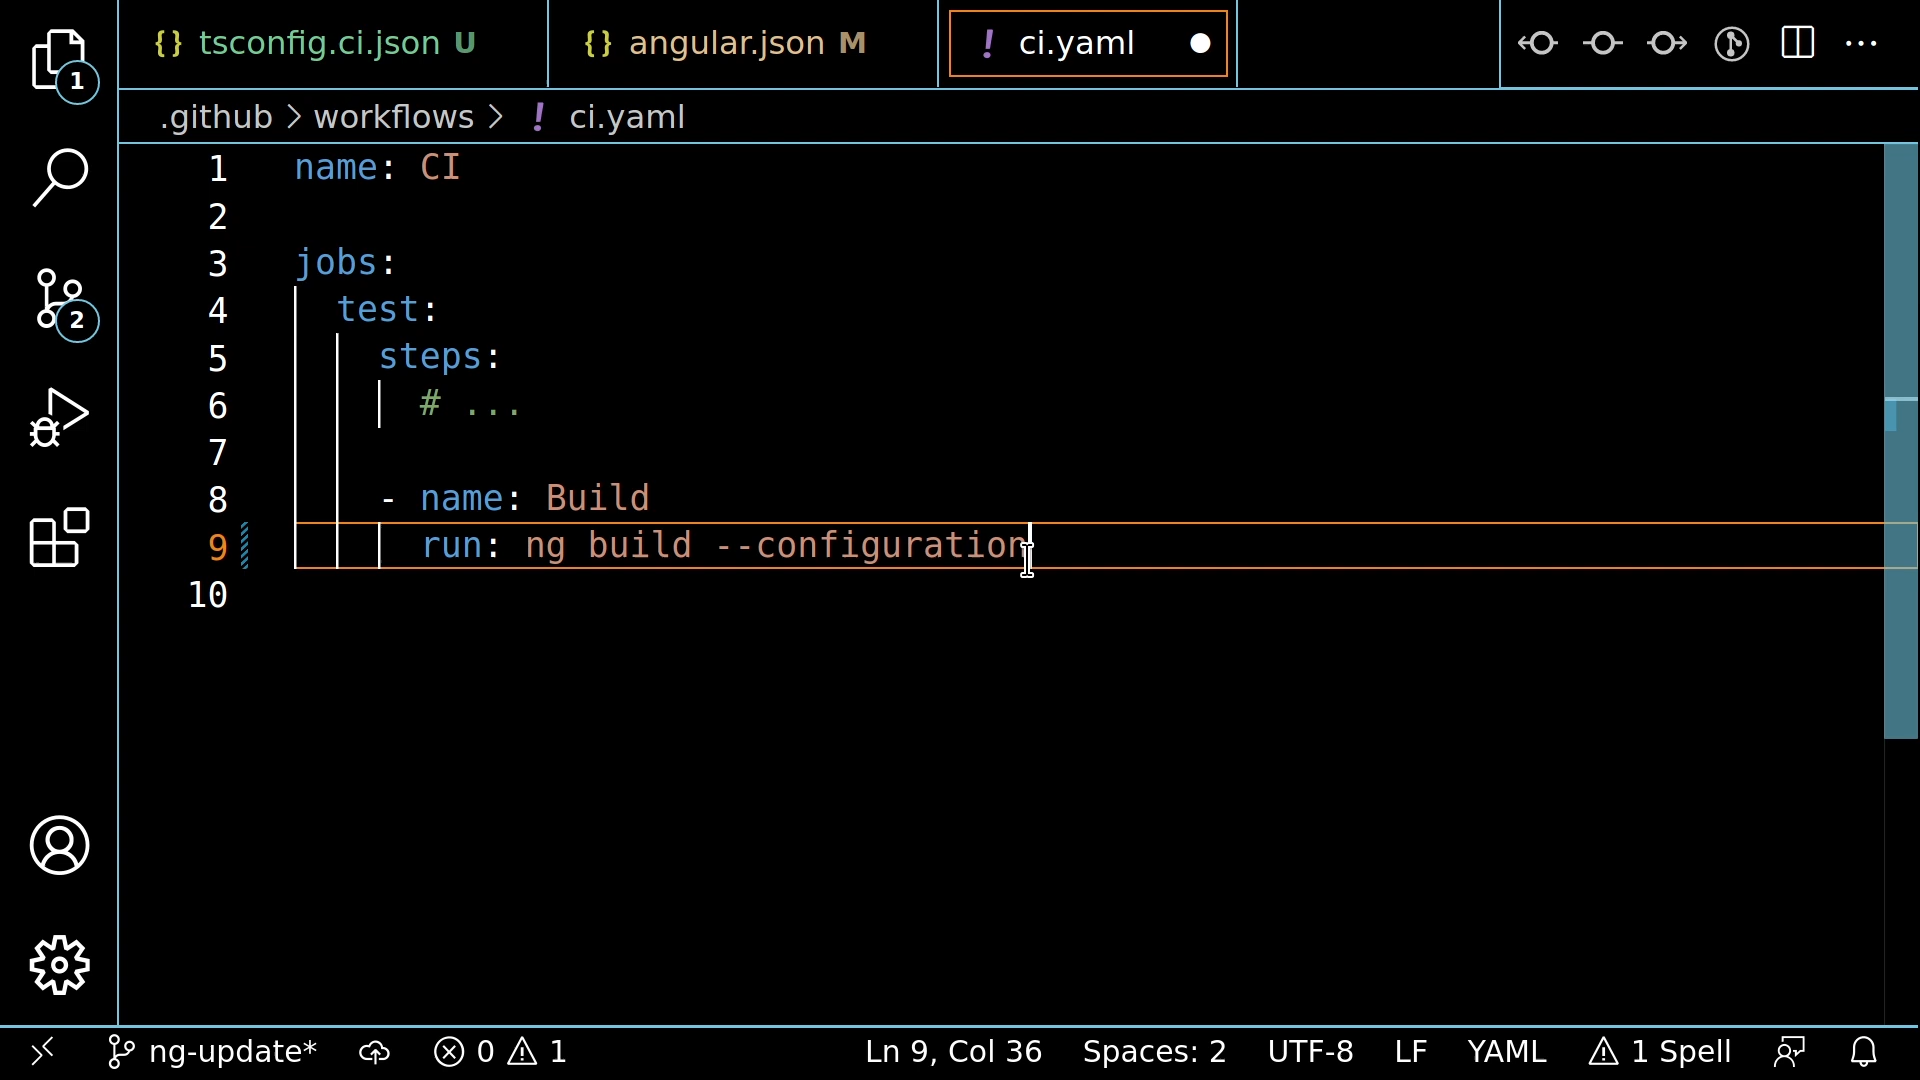 {} tsconfig.ci.json U
{} angular.json M
! ci.yaml
1
.github > workflows > ! ci.yaml
1 name: CI
2
3 jobs:
4 test:
5 steps:
6 # ...
7
8 - name: Build
9 run: ng build --configuration
10
2
ng-update* 0 1 Ln 9, Col 36 Spaces: 2 UTF-8 LF YAML 1 Spell